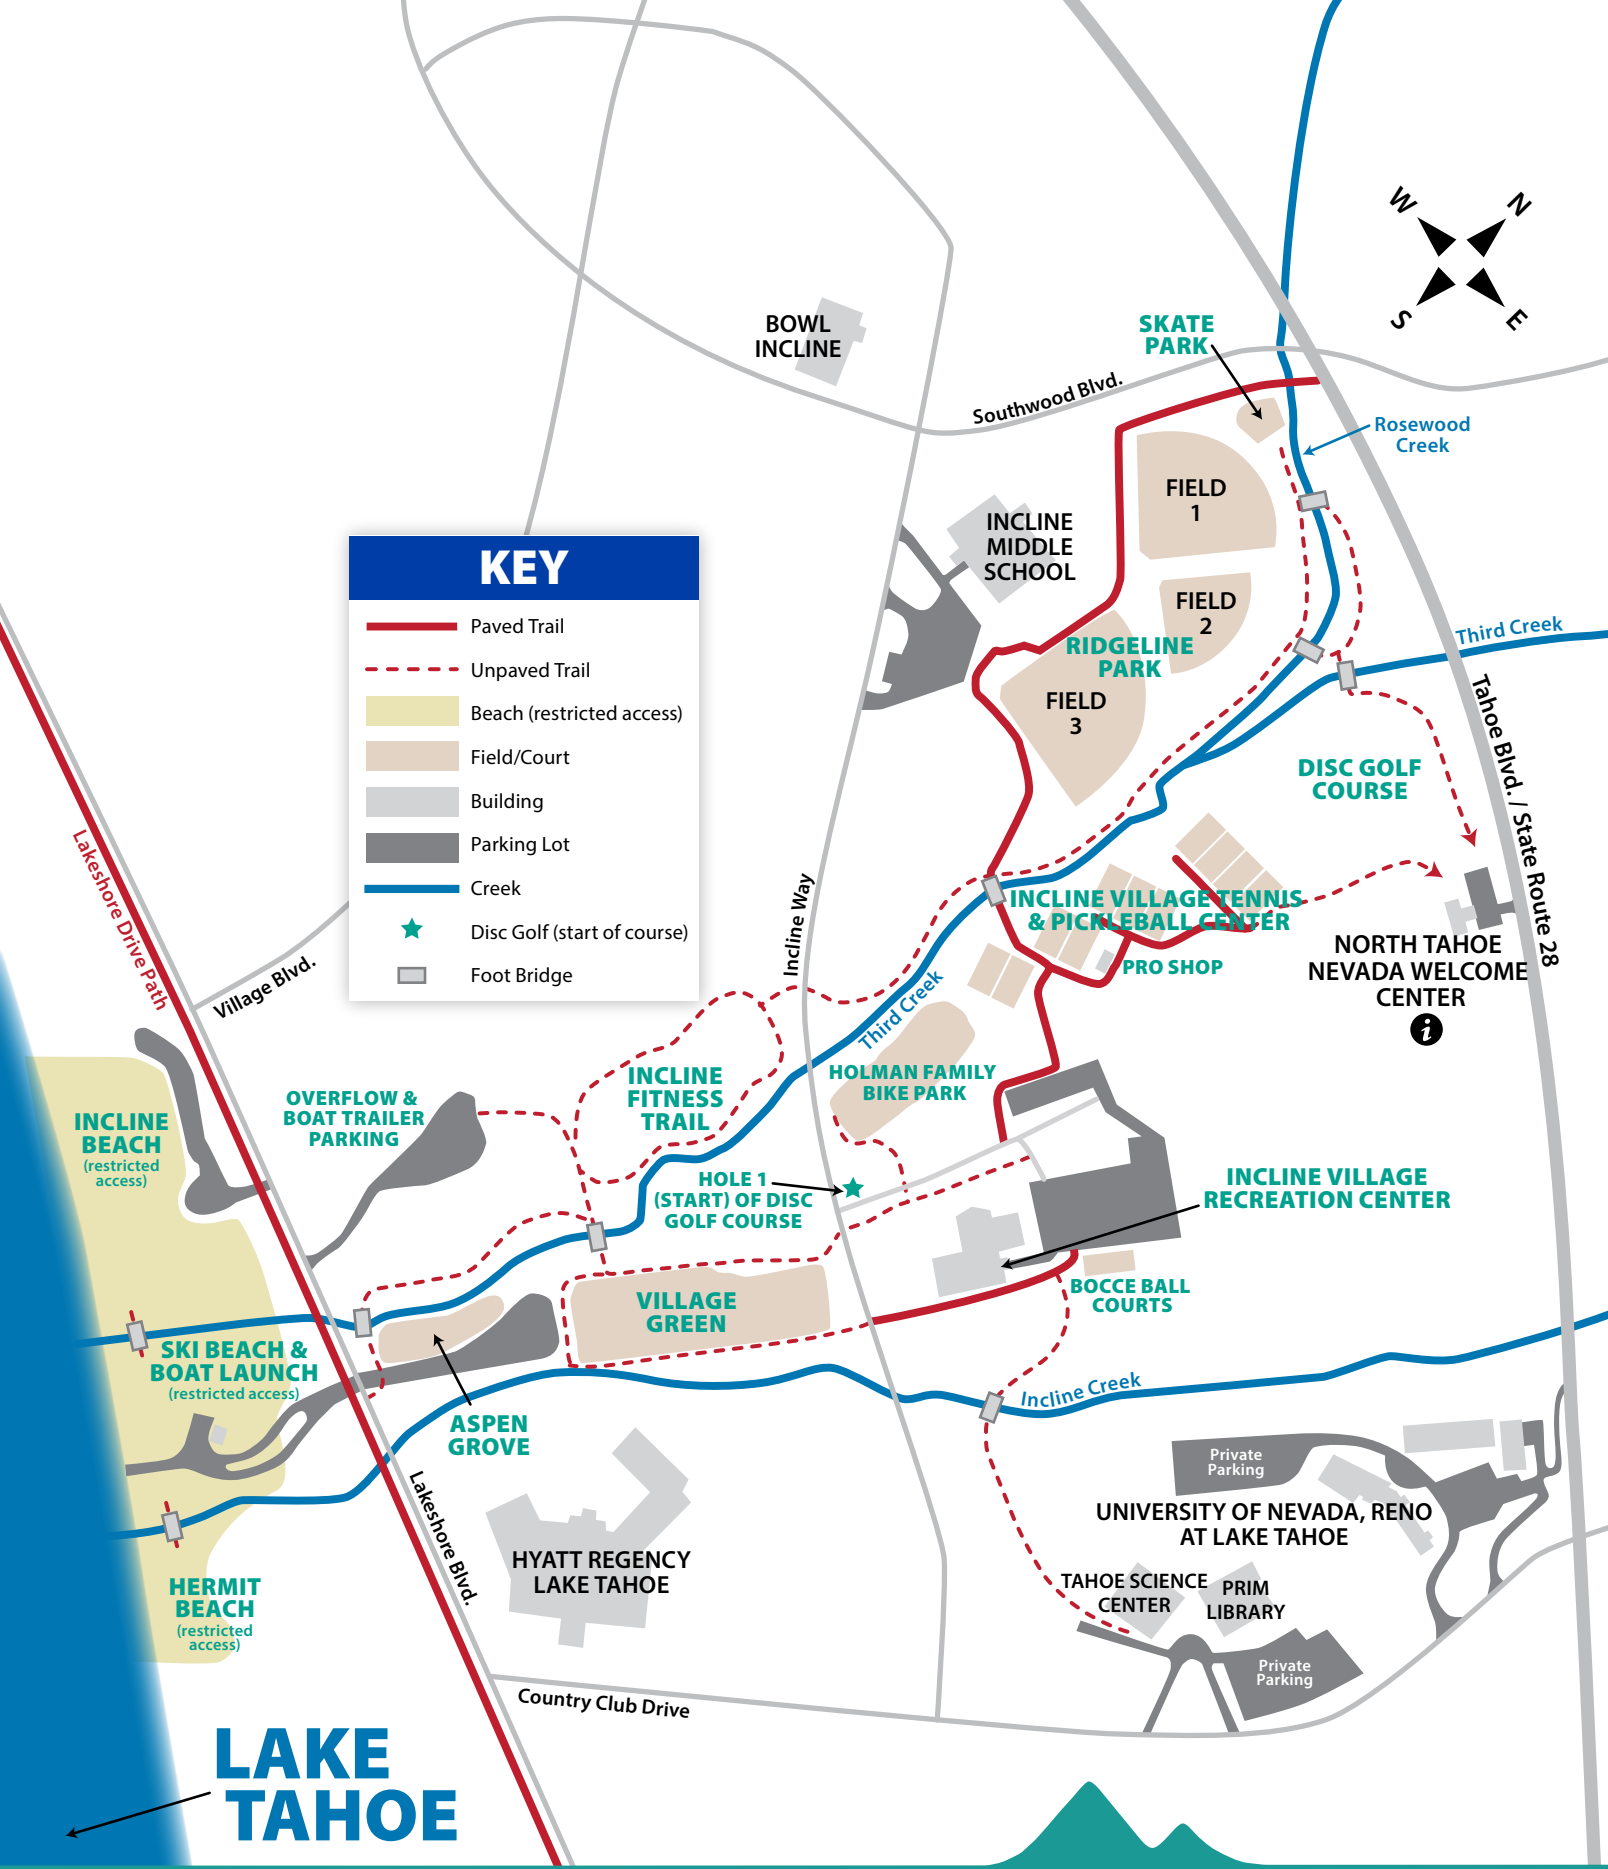 W
N
S
E
BOWL
INCLINE
SKATE
PARK
Southwood Blvd.
Rosewood
Creek
FIELD
1
INCLINE
MIDDLE
SCHOOL
FIELD
2
RIDGELINE
PARK
FIELD
3
Third Creek
KEY
Paved Trail
Unpaved Trail
Beach (restricted access)
Field/Court
Building
Parking Lot
Creek
Disc Golf (start of course)
Foot Bridge
DISC GOLF
COURSE
Tahoe Blvd. / State Route 28
Lakeshore Drive Path
Village Blvd.
Incline Way
INCLINE VILLAGE TENNIS
& PICKLEBALL CENTER
PRO SHOP
NORTH TAHOE
NEVADA WELCOME
CENTER
i
Third Creek
HOLMAN FAMILY
BIKE PARK
INCLINE
FITNESS
TRAIL
OVERFLOW &
BOAT TRAILER
PARKING
INCLINE
BEACH
(restricted
access)
HOLE 1
(START) OF DISC
GOLF COURSE
INCLINE VILLAGE
RECREATION CENTER
BOCCE BALL
COURTS
VILLAGE
GREEN
SKI BEACH &
BOAT LAUNCH
(restricted access)
ASPEN
GROVE
Incline Creek
Lakeshore Blvd.
Private
Parking
UNIVERSITY OF NEVADA, RENO
AT LAKE TAHOE
HYATT REGENCY
LAKE TAHOE
HERMIT
BEACH
(restricted
access)
TAHOE SCIENCE
CENTER
PRIM
LIBRARY
Private
Parking
Country Club Drive
LAKE
TAHOE